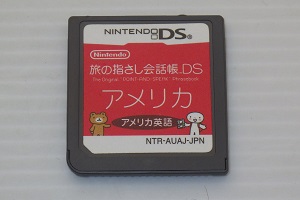 NINTENDO DS
Nintendo
旅の指さし会話帳DS
The Original "POINT-AND-SPEAK" Phrasebook
アメリカ
アメリカ英語
NTR-AUAJ-JPN